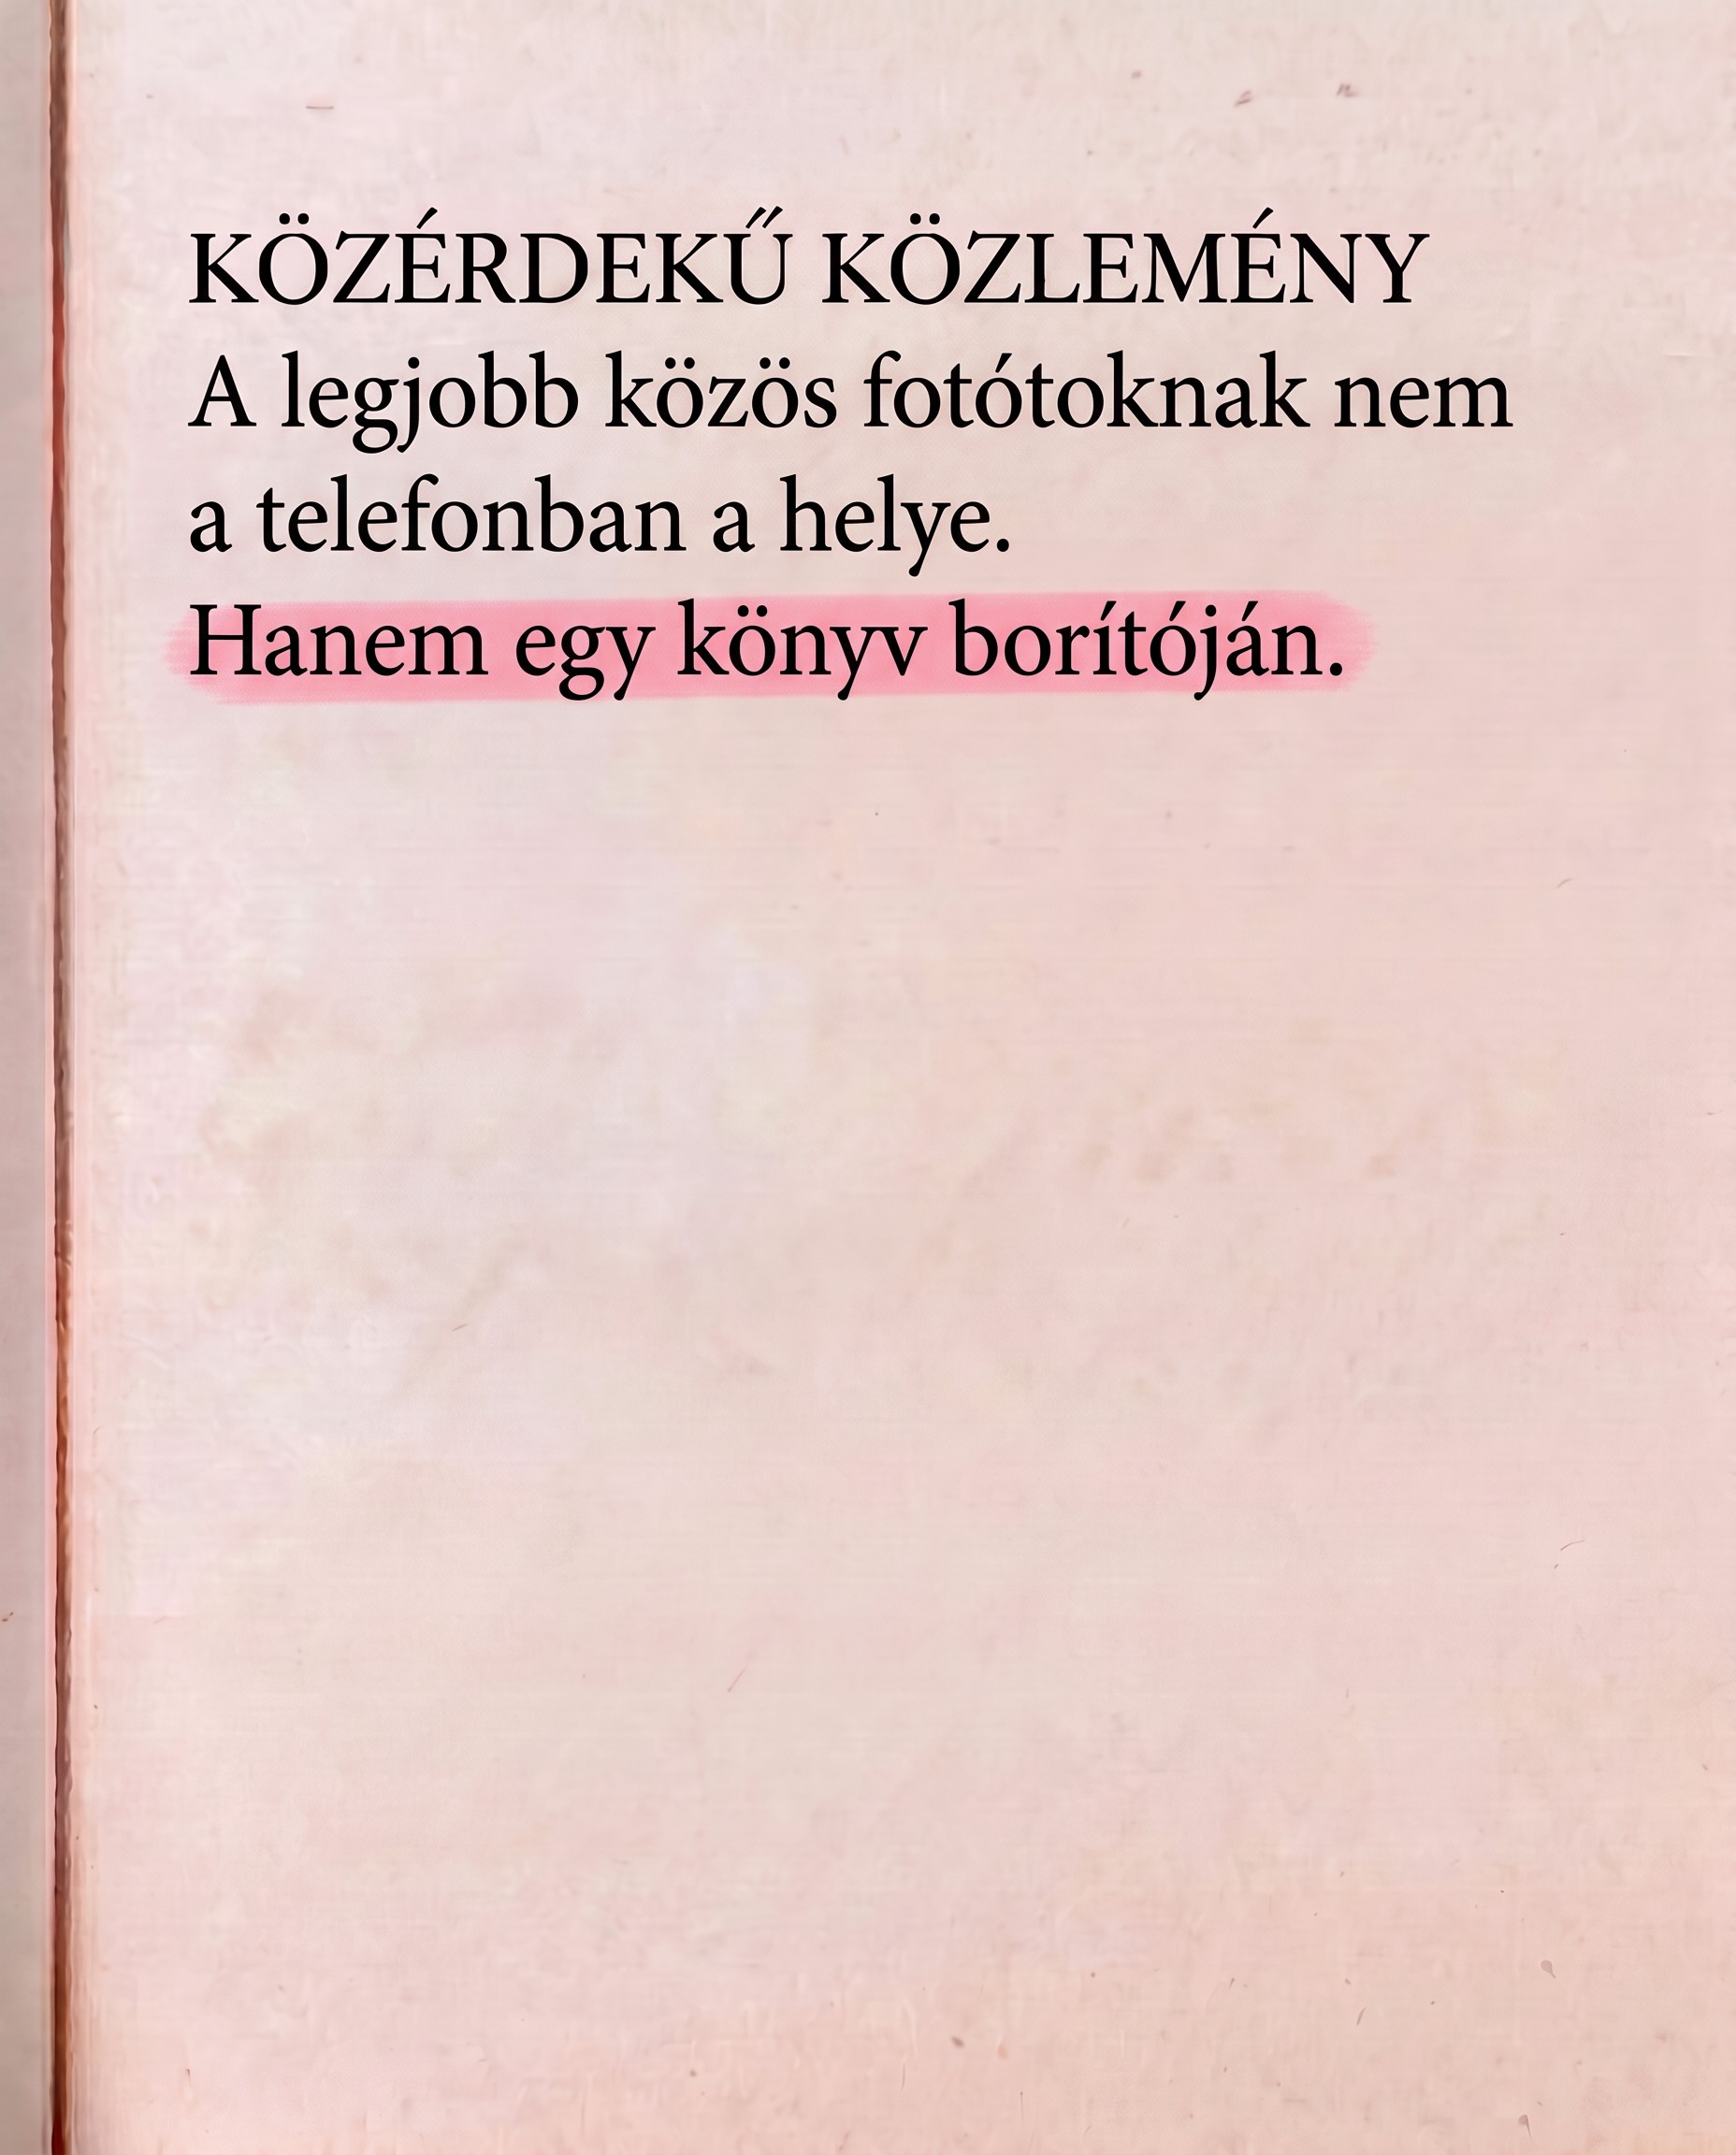 KÖZÉRDEKŰ KÖZLEMÉNY
A legjobb közös fotótoknak nem
a telefonban a helye.
Hanem egy könyv borítóján.